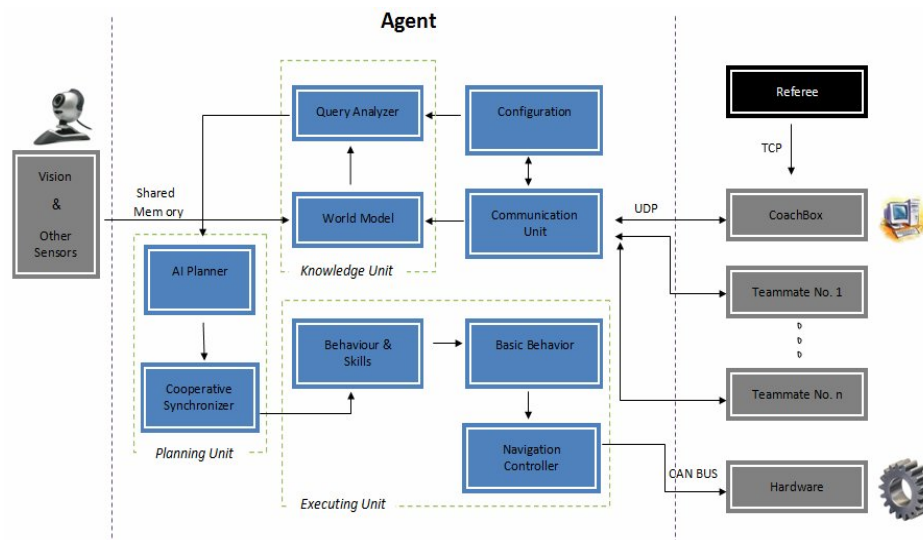 Agent
Query Analyzer
Configuration
Referee
TCP
Vision
&
Other
Sensors
Shared
Memory
World Model
Communication
Unit
UDP
CoachBox
Knowledge Unit
AI Planner
Teammate No. 1
Behaviour &
Skills
Basic Behavior
Cooperative
Synchronizer
Teammate No. n
Planning Unit
Navigation
Controller
CAN BUS
Hardware
Executing Unit